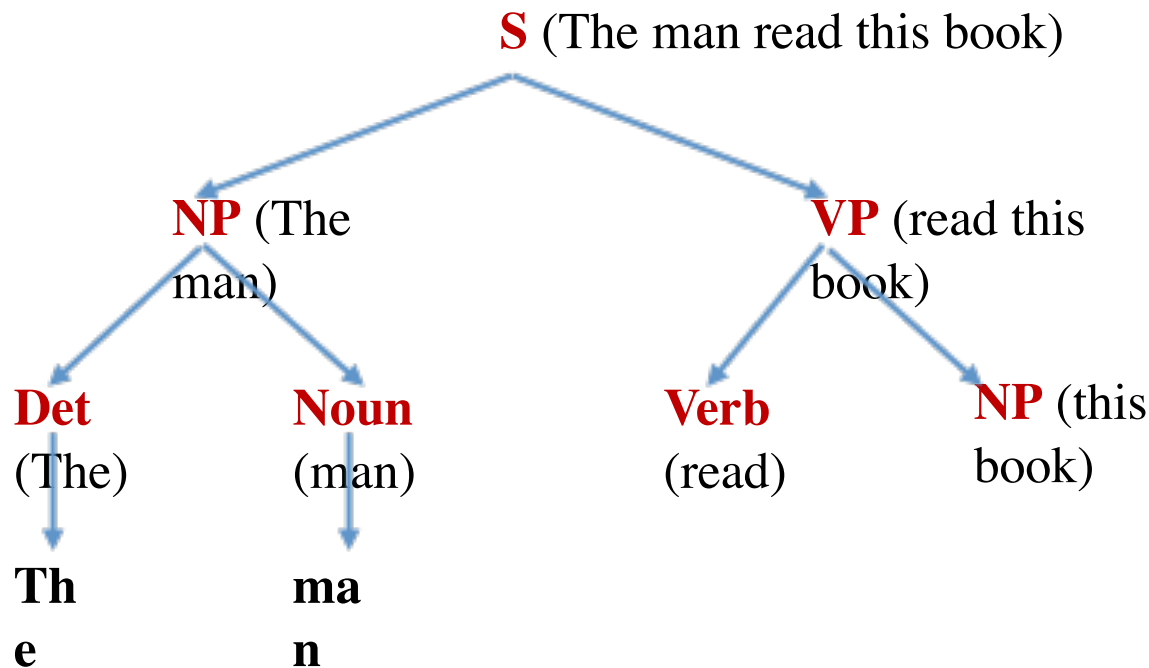 S (The man read this book)
NP (The
man)
VP (read this
book)
Det
(The)
Noun
(man)
Verb
(read)
NP (this
book)
Th
e
ma
n